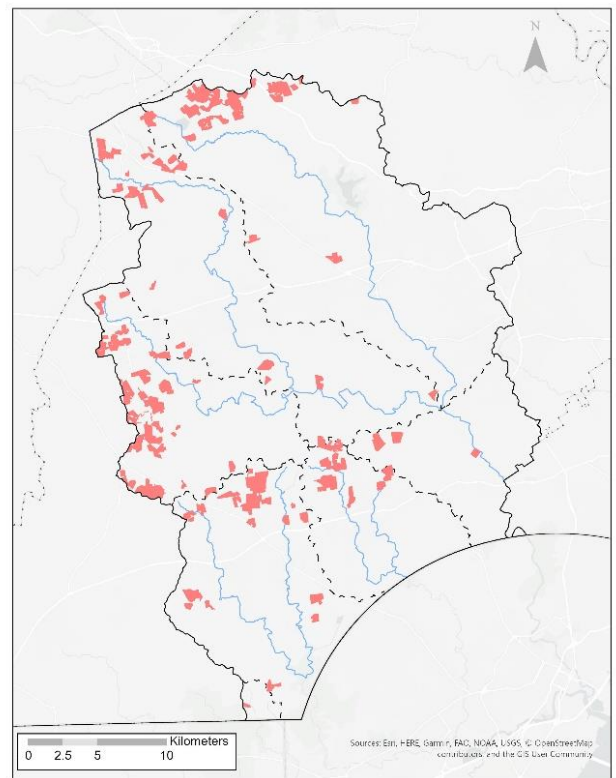 N
Kilometers
0 2.5 5 10
Sources: Esri, HERE, Garmin, FAO, NOAA, USGS, © OpenStreetMap
contributors, and the GIS User Community